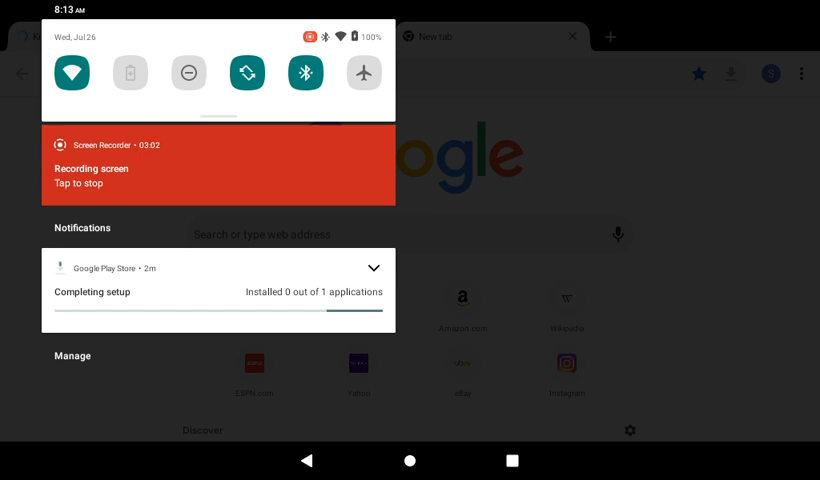 8:13 AM
Ki
New tab
Wed, Jul 26
100%
S
Screen Recorder • 03:02
Recording screen
Tap to stop
ogle
Notifications
Search or type web address
Google Play Store • 2m
Completing setup
Installed 0 out of 1 applications
Amazon.com
Wikipedia
Manage
ESPN.com
Yahoo
eBay
Instagram
Discover